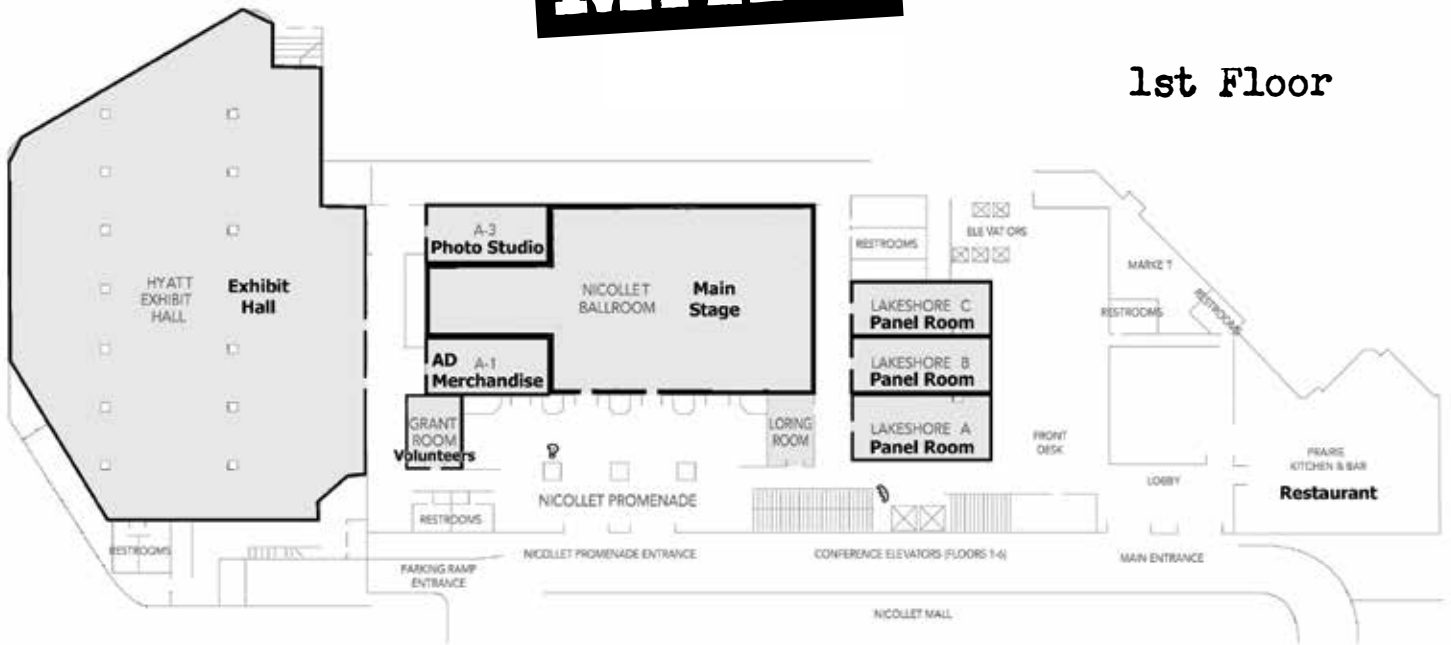 1st Floor
HYATT
EXHIBIT
HALL
Exhibit
Hall
A-3
Photo Studio
NICOLLET
BALLROOM
Main
Stage
AD
A-1
Merchandise
GRANT
ROOM
Volunteers
LORING
ROOM
RESTROOMS
ELEVATORS
LAKESHORE C
Panel Room
LAKESHORE B
Panel Room
LAKESHORE A
Panel Room
MARKET
RESTROOMS
RESTROOMS
FRONT
DESK
LOBBY
PRAIRIE
KITCHEN & BAR
Restaurant
NICOLLET PROMENADE
RESTROOMS
RESTROOMS
NICOLLET PROMENADE ENTRANCE
CONFERENCE ELEVATORS (FLOORS 1-6)
MAIN ENTRANCE
PARKING RAMP
ENTRANCE
NICOLLET MALL